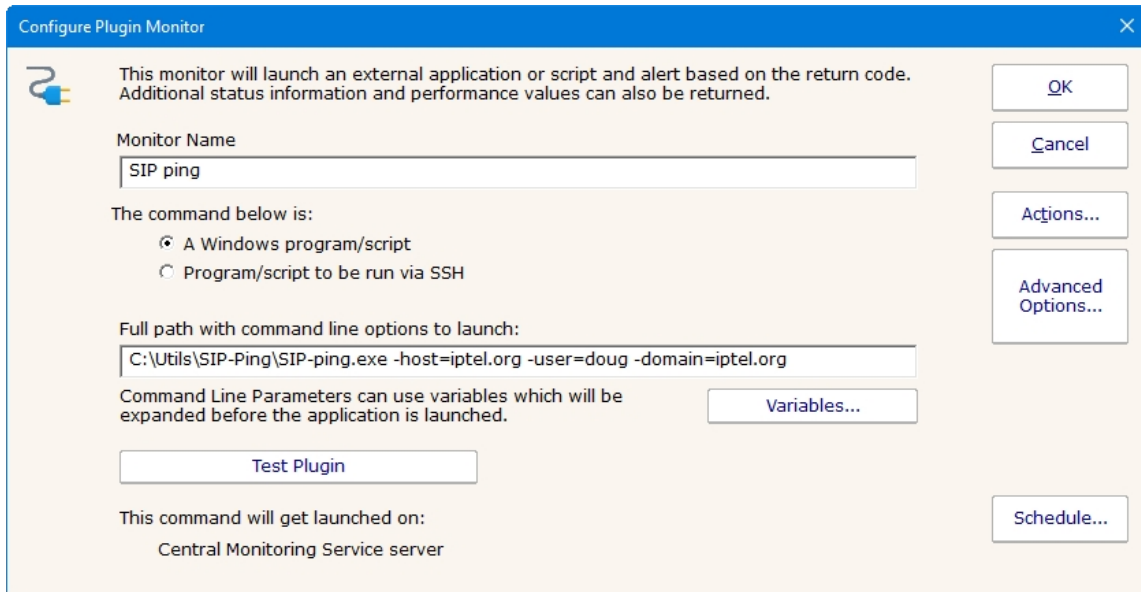 Configure Plugin Monitor
This monitor will launch an external application or script and alert based on the return code.
Additional status information and performance values can also be returned.
OK
Cancel
Monitor Name
SIP ping
Actions...
The command below is:
A Windows program/script
Program/script to be run via SSH
Advanced
Options...
Full path with command line options to launch:
C:\Utils\SIP-Ping\SIP-ping.exe -host=iptel.org -user=doug -domain=iptel.org
Command Line Parameters can use variables which will be
expanded before the application is launched.
Variables...
Test Plugin
This command will get launched on:
Central Monitoring Service server
Schedule...